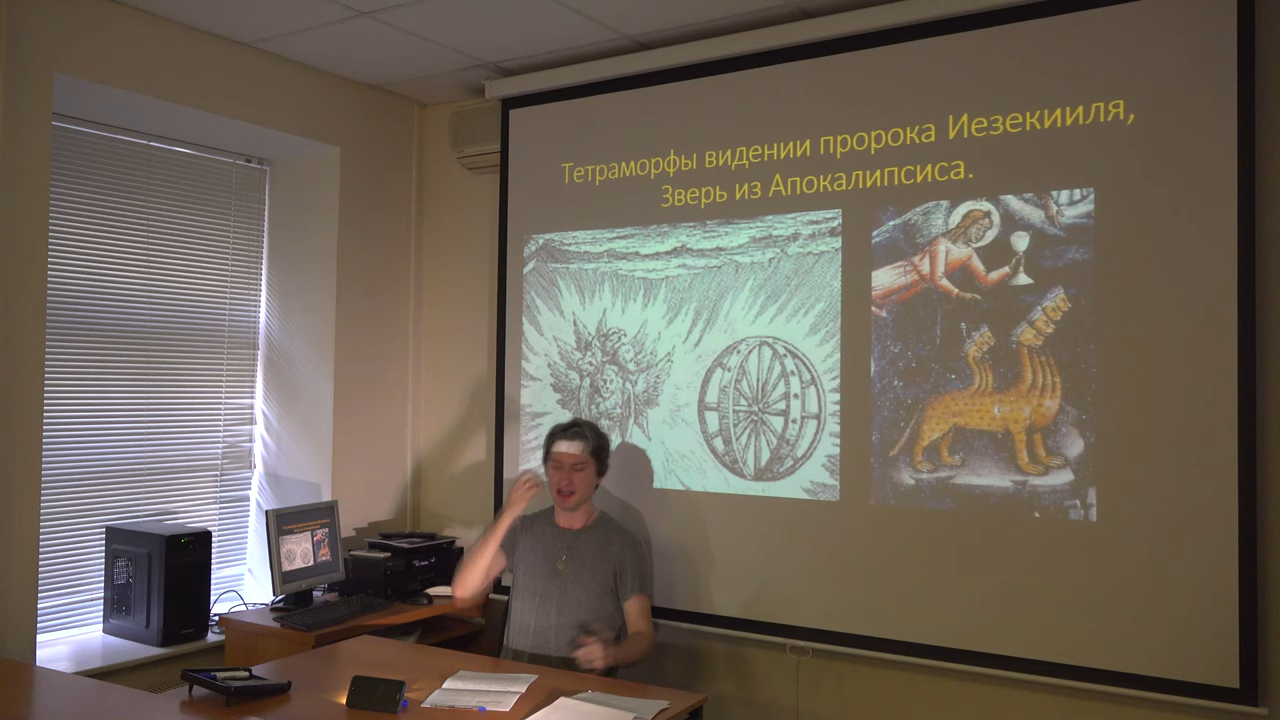 Тетраморфы видении пророка Иезекииля,
Зверь из Апокалипсиса.